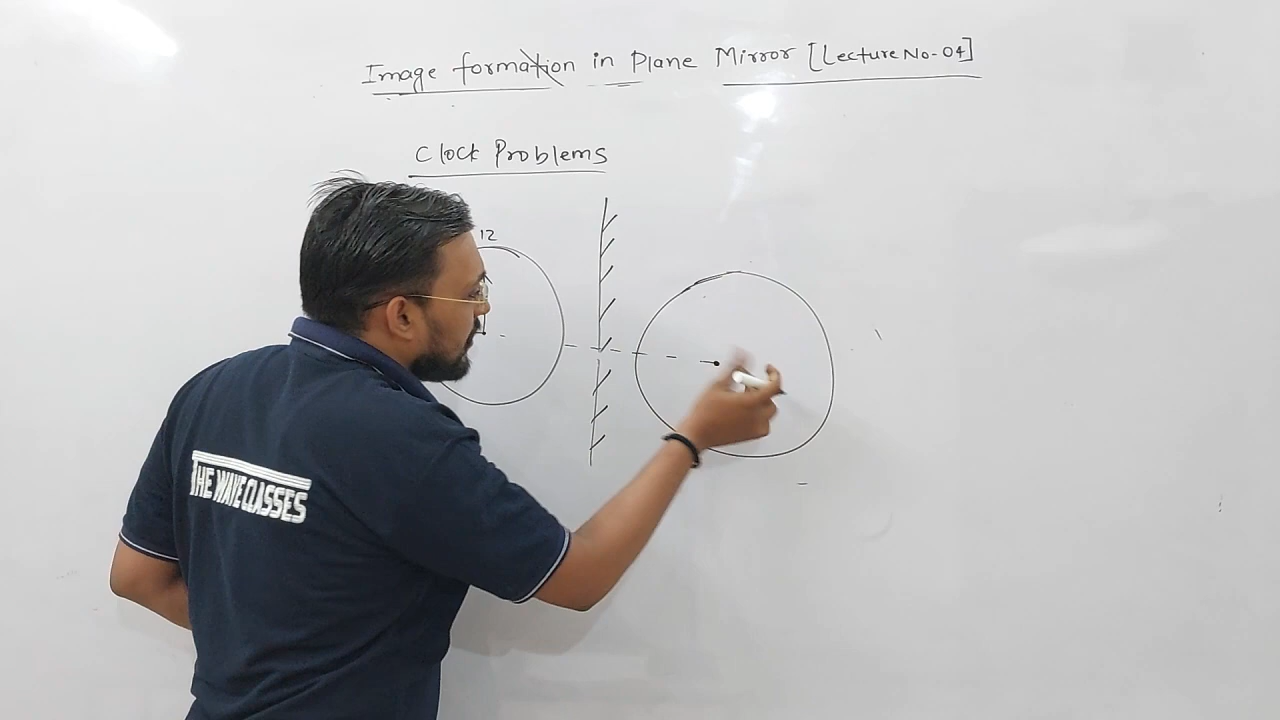 Image formation in Plane Mirror [Lecture No-04]
Clock Problems
12
THE WAVE CLASSES